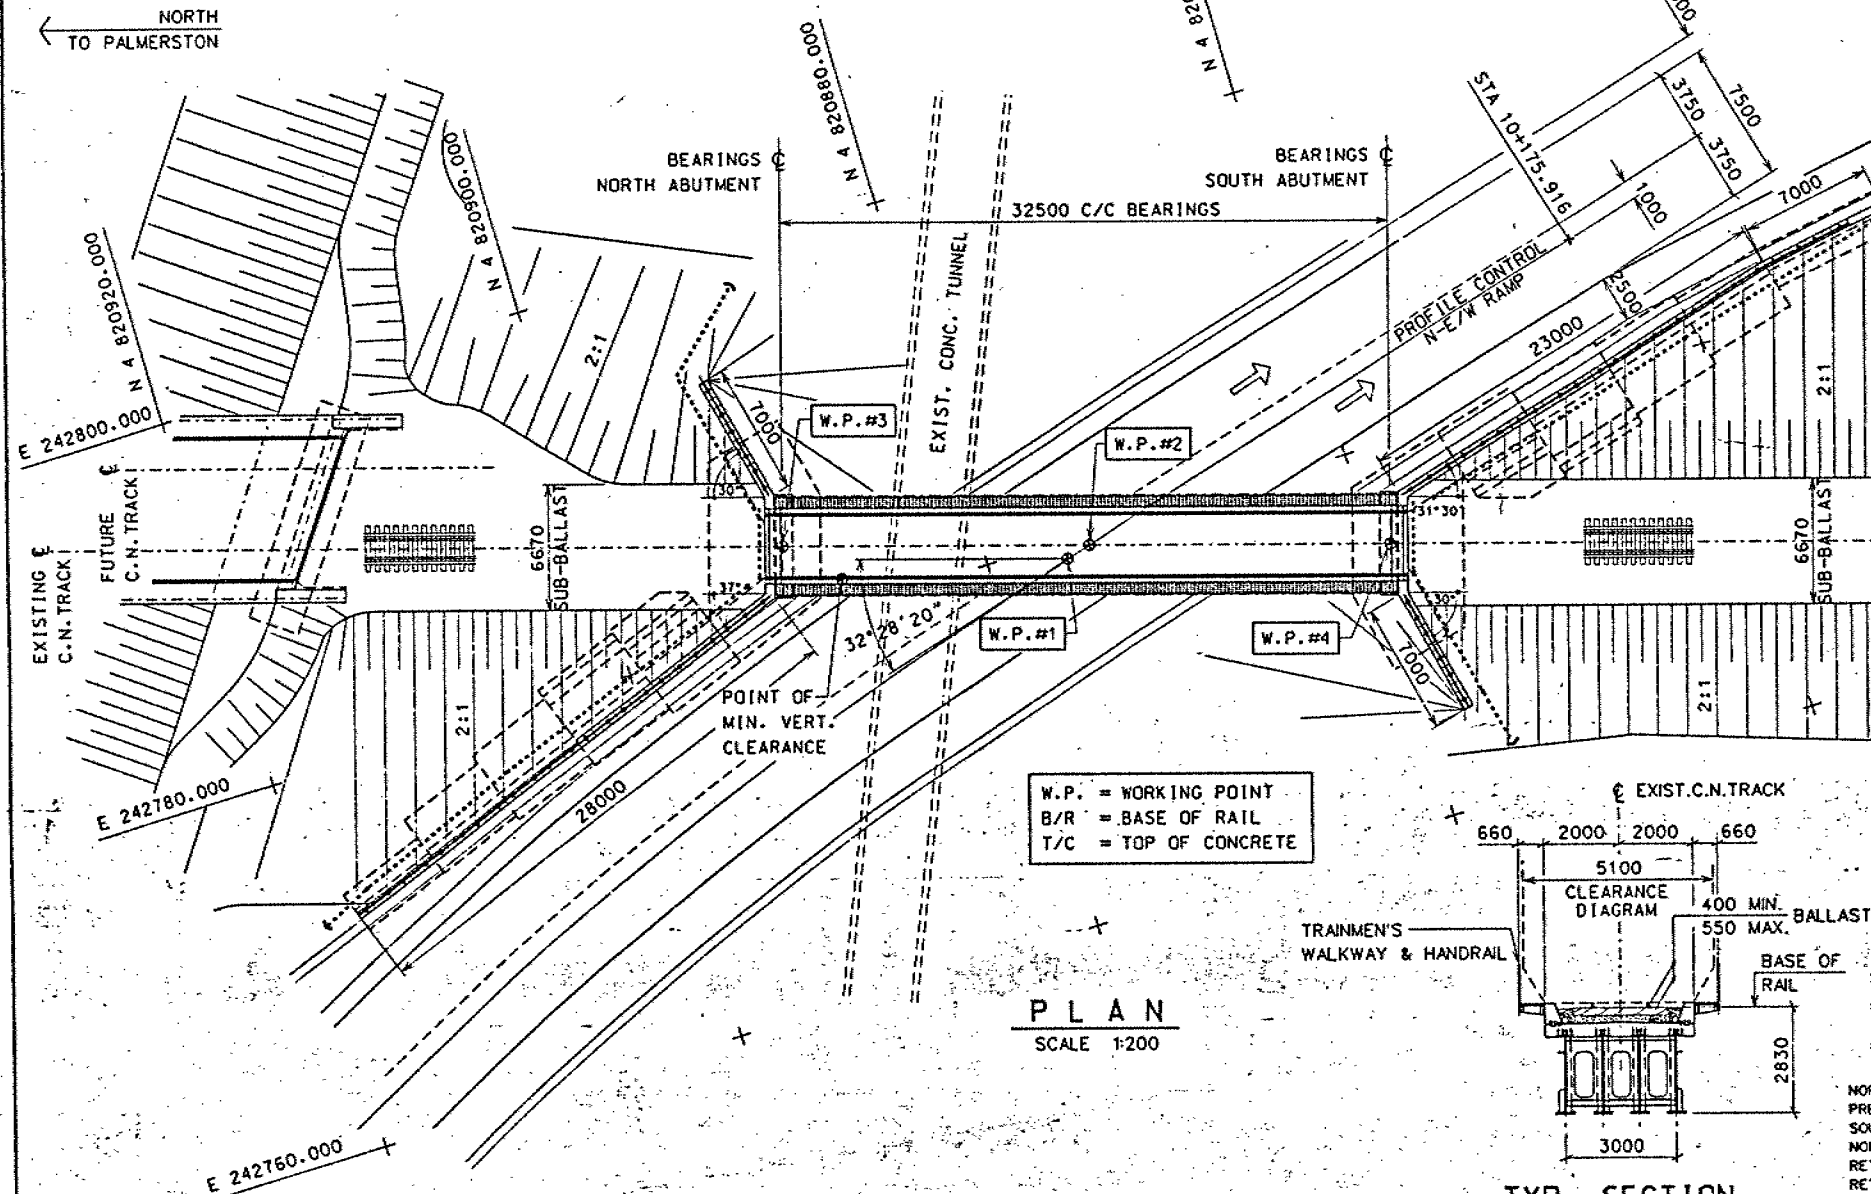 NORTH
TO PALMERSTON
N 4 820880.000
N 4 820900.000
N 4 820920.000
BEARINGS ℄
NORTH ABUTMENT
BEARINGS ℄
SOUTH ABUTMENT
32500 C/C BEARINGS
STA 10+175.916
3750
7500
3750
1000
7000
EXIST. CONC. TUNNEL
PROFILE CONTROL
N-E/W RAMP
2500
23000
2:1
2:1
E 242800.000
7000
W.P.#3
W.P.#2
30°
31°30'
FUTURE ℄
C.N.TRACK
EXISTING ℄
C.N.TRACK
6670
SUB-BALLAST
6670
SUB-BALLAST
37°
30°
32°28'20"
W.P.#1
W.P.#4
7000
POINT OF
MIN. VERT.
CLEARANCE
2:1
2:1
E 242780.000
28000
W.P. = WORKING POINT
B/R = BASE OF RAIL
T/C = TOP OF CONCRETE
℄ EXIST.C.N.TRACK
660 2000 2000 660
5100
CLEARANCE
DIAGRAM
400 MIN.
550 MAX.
BALLAST
TRAINMEN'S
WALKWAY & HANDRAIL
BASE OF
RAIL
2830
3000
PLAN
SCALE 1:200
E 242760.000
TYP. SECTION